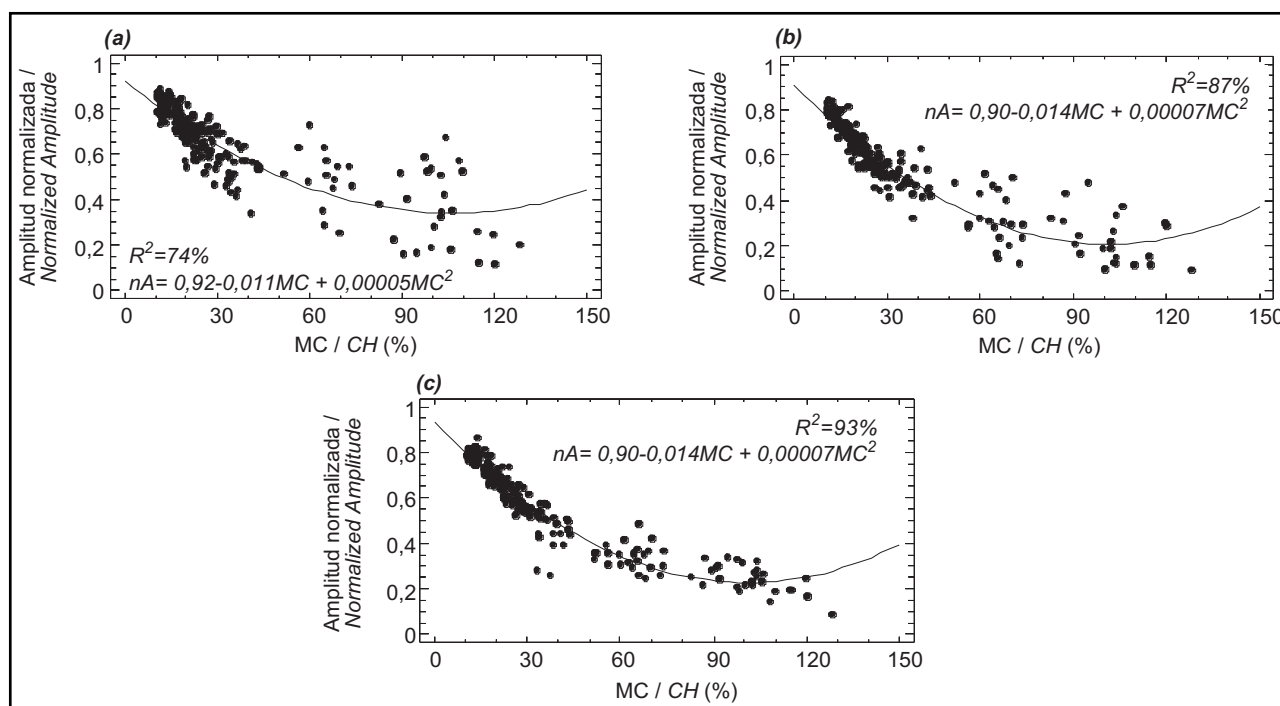 (a)
Amplitud normalizada /
Normalized Amplitude
1
0,8
0,6
0,4
0,2
0
R²=74%
nA= 0,92-0,011MC + 0,00005MC²
0 30 60 90 120 150
MC / CH (%)
(b)
Amplitud normalizada /
Normalized Amplitude
1
0,8
0,6
0,4
0,2
0
R²=87%
nA= 0,90-0,014MC + 0,00007MC²
0 30 60 90 120 150
MC / CH (%)
(c)
Amplitud normalizada /
Normalized Amplitude
1
0,8
0,6
0,4
0,2
0
R²=93%
nA= 0,90-0,014MC + 0,00007MC²
0 30 60 90 120 150
MC / CH (%)